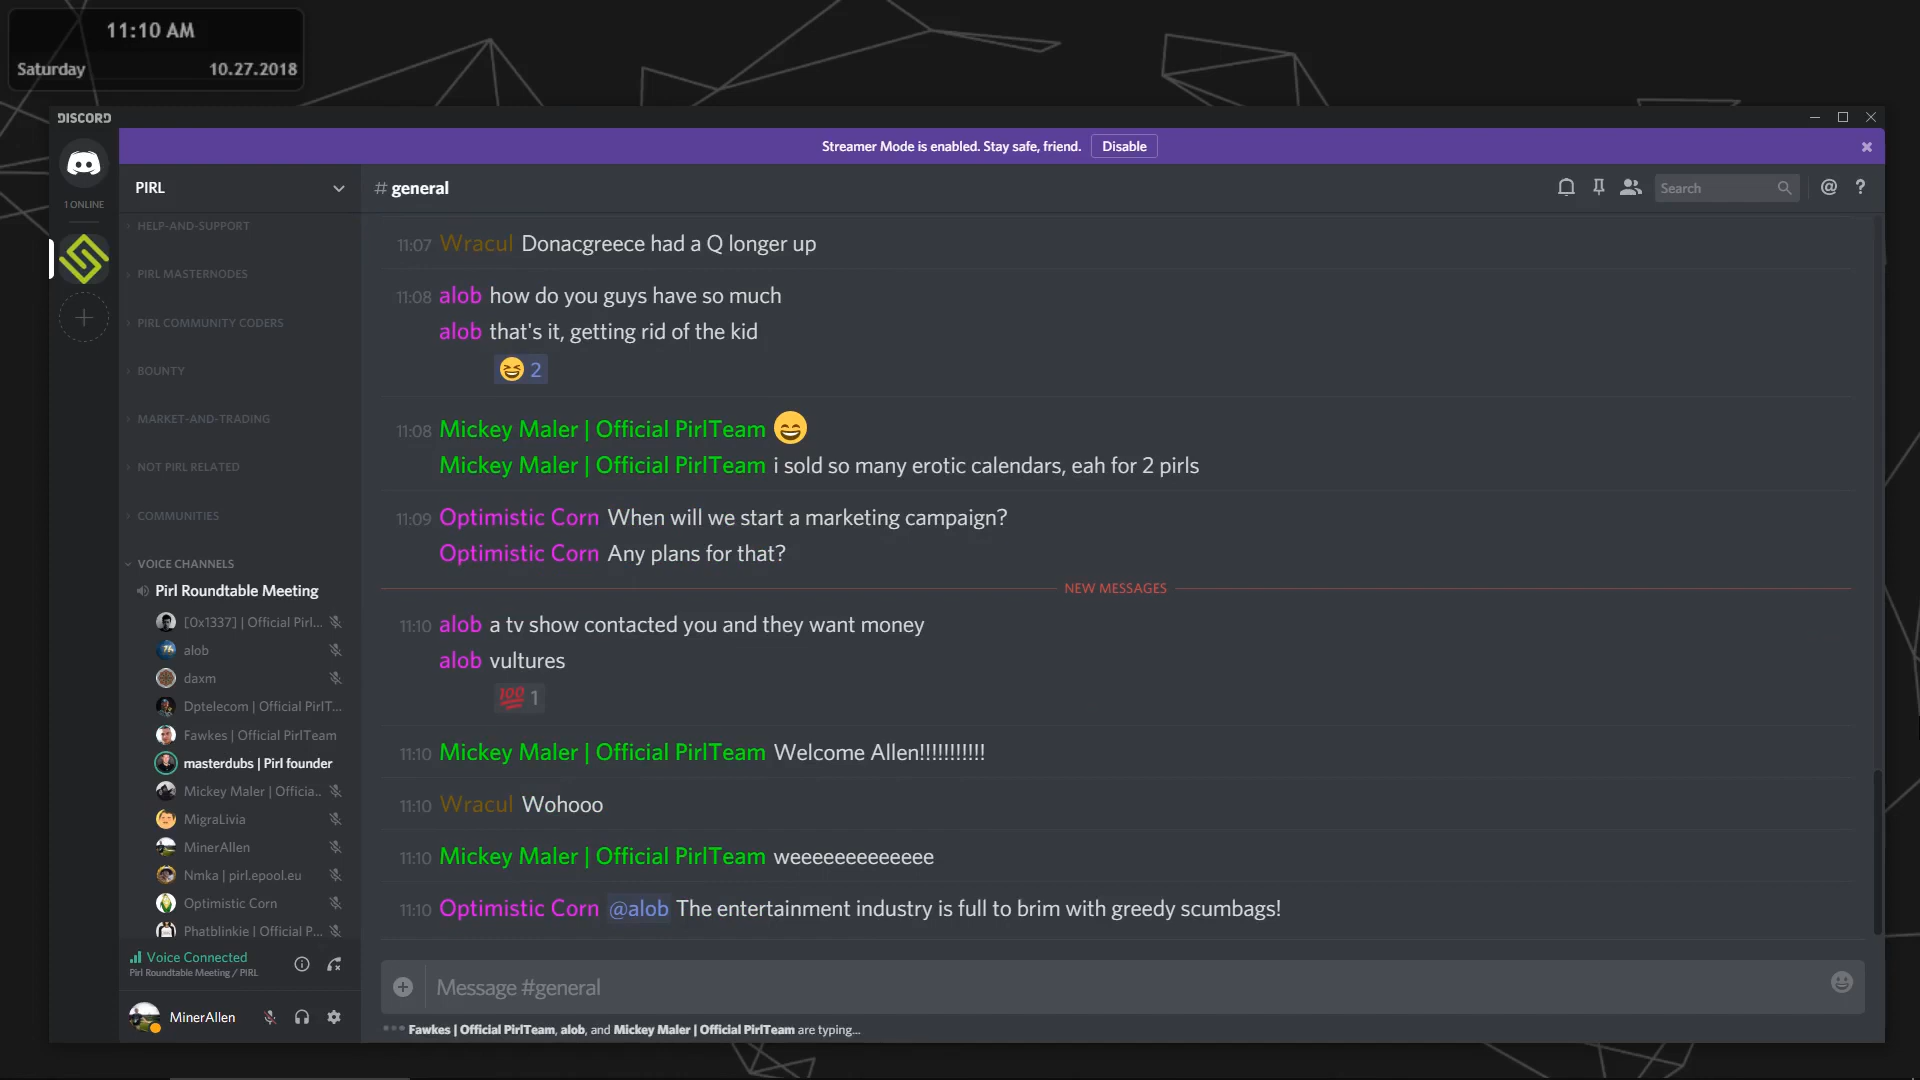 11:10 AM
Saturday 10.27.2018
DISCORD
Streamer Mode is enabled. Stay safe, friend. Disable
1 ONLINE
PIRL
# general
Search
HELP-AND-SUPPORT
PIRL MASTERNODES
PIRL COMMUNITY CODERS
BOUNTY
MARKET-AND-TRADING
NOT PIRL RELATED
COMMUNITIES
VOICE CHANNELS
Pirl Roundtable Meeting
[0x1337] | Official Pirl...
alob
daxm
Dptelecom | Official PirlT...
Fawkes | Official PirlTeam
masterdubs | Pirl founder
Mickey Maler | Officia...
MigraLivia
MinerAllen
Nmka | pirl.epool.eu
Optimistic Corn
Phatblinkie | Official P...
Voice Connected
Pirl Roundtable Meeting / PIRL
MinerAllen
11:07 Wracul Donacgreece had a Q longer up
11:08 alob how do you guys have so much
alob that's it, getting rid of the kid
😆 2
11:08 Mickey Maler | Official PirlTeam 😄
Mickey Maler | Official PirlTeam i sold so many erotic calendars, eah for 2 pirls
11:09 Optimistic Corn When will we start a marketing campaign?
Optimistic Corn Any plans for that?
NEW MESSAGES
11:10 alob a tv show contacted you and they want money
alob vultures
💯 1
11:10 Mickey Maler | Official PirlTeam Welcome Allen!!!!!!!!!!!
11:10 Wracul Wohooo
11:10 Mickey Maler | Official PirlTeam weeeeeeeeeeeee
11:10 Optimistic Corn @alob The entertainment industry is full to brim with greedy scumbags!
Message #general
Fawkes | Official PirlTeam, alob, and Mickey Maler | Official PirlTeam are typing...